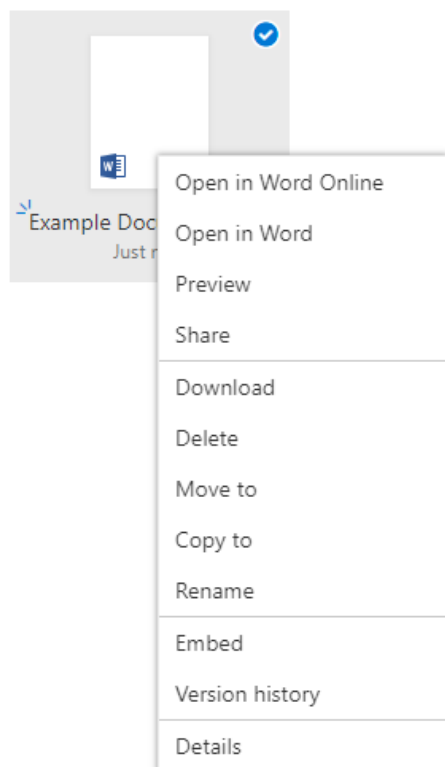 W
Example Doc
Just
Open in Word Online
Open in Word
Preview
Share
Download
Delete
Move to
Copy to
Rename
Embed
Version history
Details